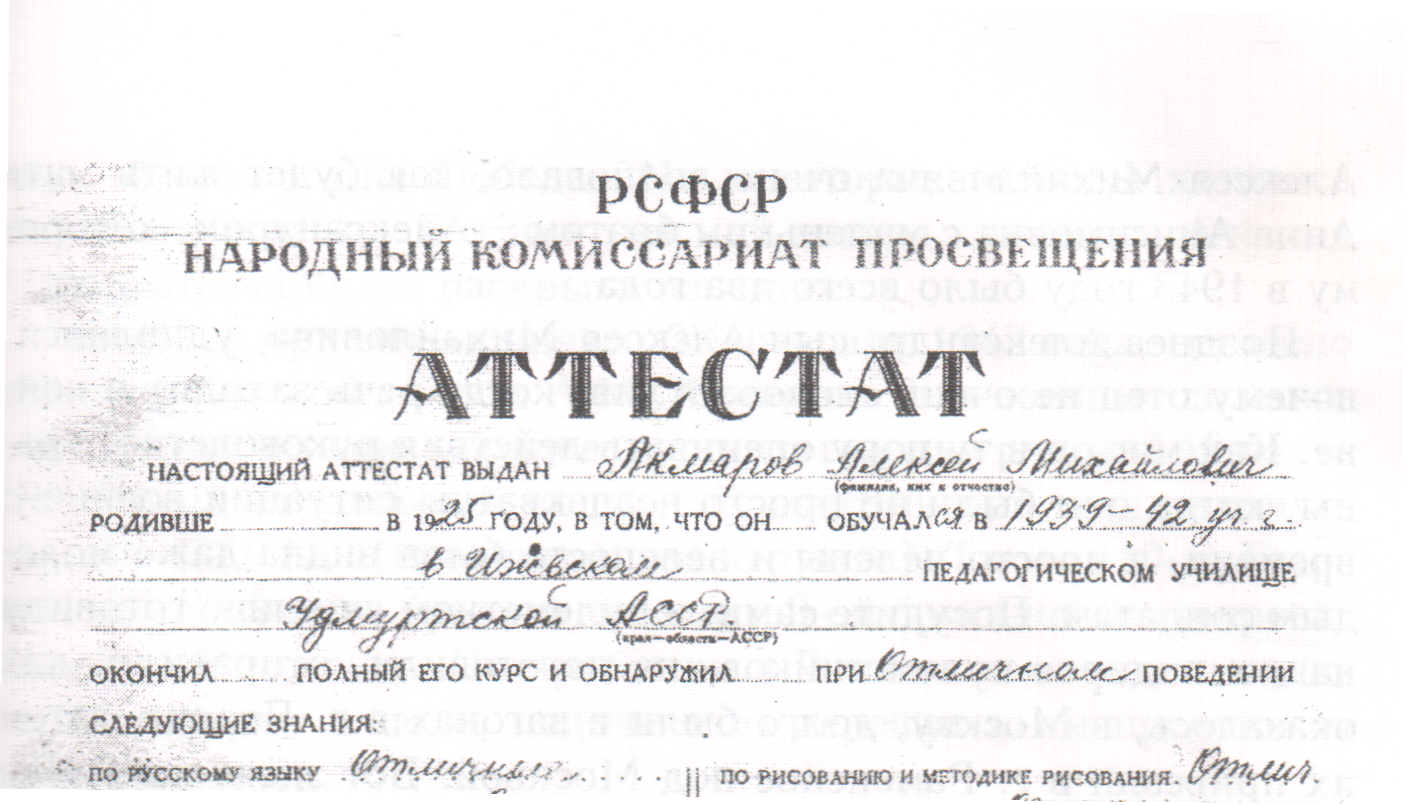 РСФСР
НАРОДНЫЙ КОМИССАРИАТ ПРОСВЕЩЕНИЯ
АТТЕСТАТ
НАСТОЯЩИЙ АТТЕСТАТ ВЫДАН Акмаров Алексей Михайлович
(фамилия, имя и отчество)
РОДИВШЕ В 1925 ГОДУ, В ТОМ, ЧТО ОН ОБУЧАЛся В 1939-42 уч. г.
в Ижевском ПЕДАГОГИЧЕСКОМ УЧИЛИЩЕ
Удмуртской АССР
(края—области—АССР)
ОКОНЧИЛ ПОЛНЫЙ ЕГО КУРС И ОБНАРУЖИЛ ПРИ Отличном ПОВЕДЕНИИ
СЛЕДУЮЩИЕ ЗНАНИЯ:
ПО РУССКОМУ ЯЗЫКУ Отлично ПО РИСОВАНИЮ И МЕТОДИКЕ РИСОВАНИЯ Отлич.